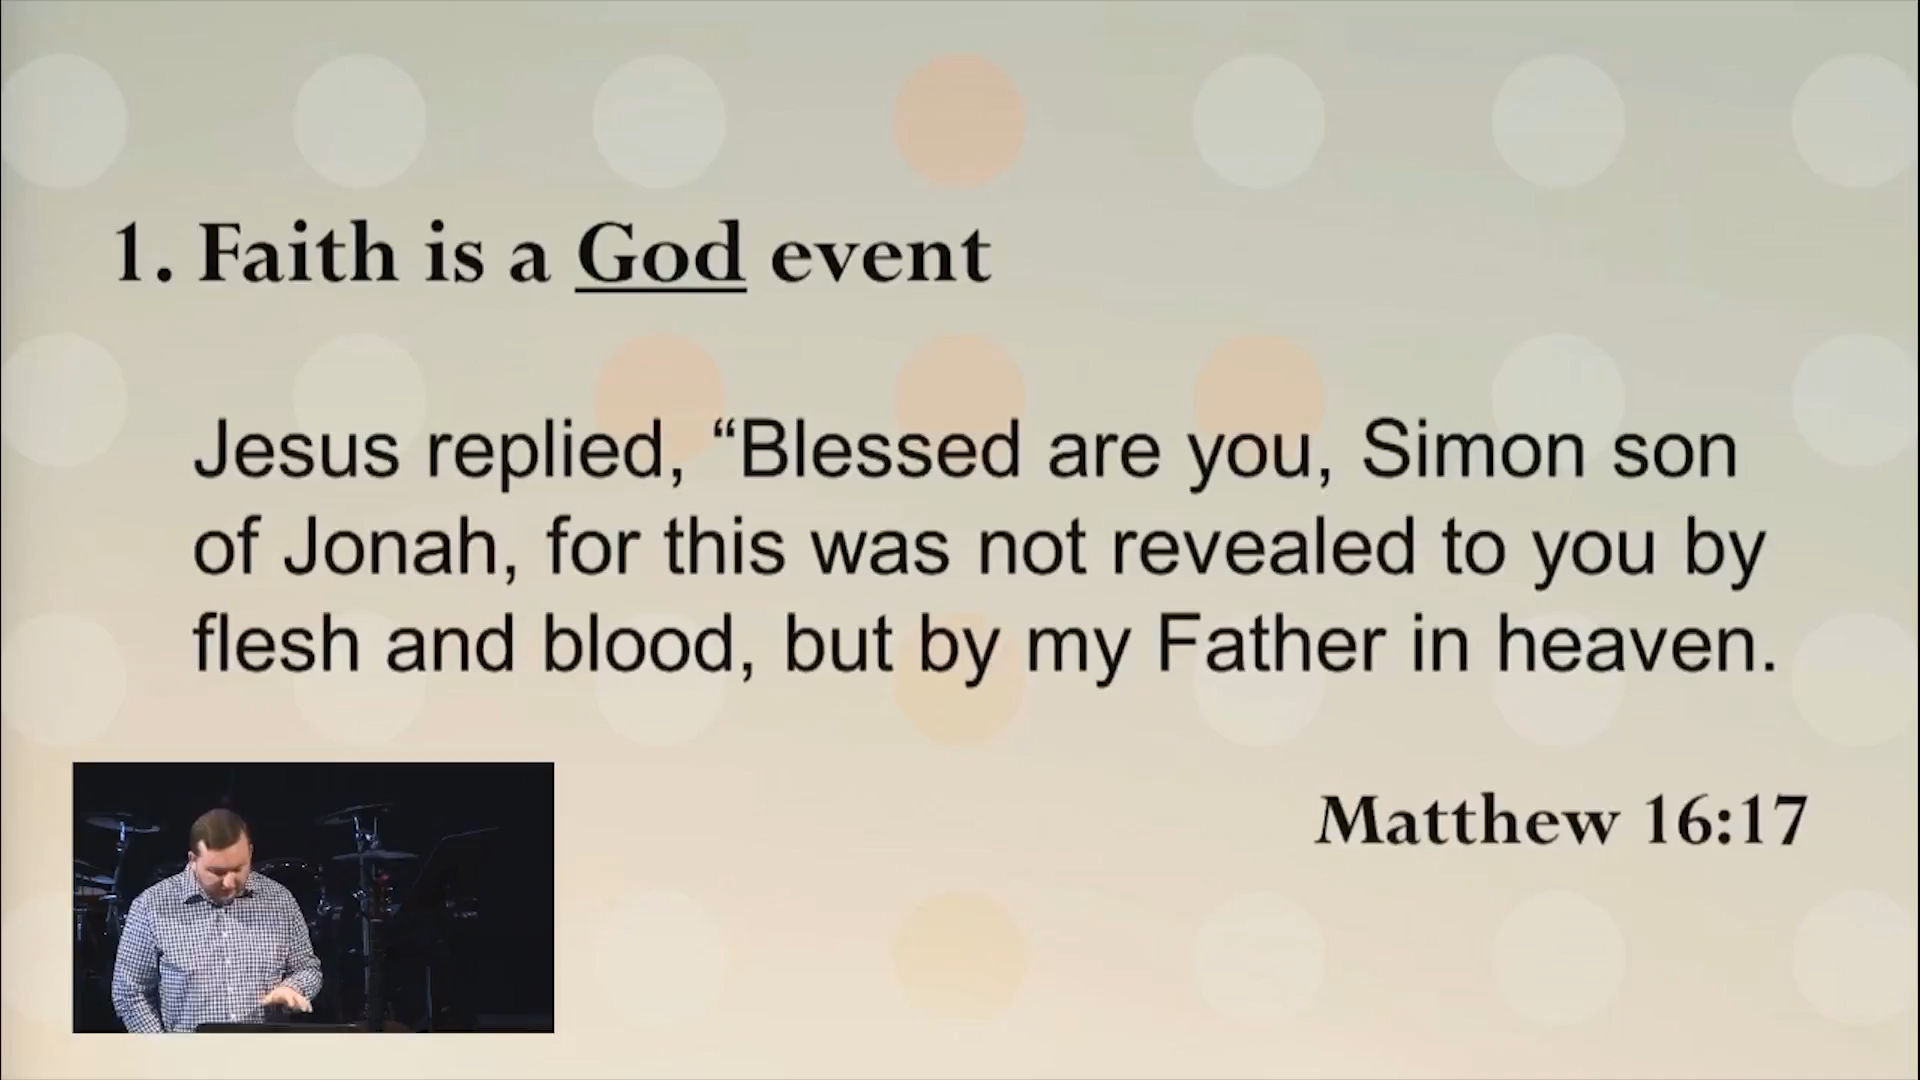 1. Faith is a God event
Jesus replied, “Blessed are you, Simon son
of Jonah, for this was not revealed to you by
flesh and blood, but by my Father in heaven.
Matthew 16:17